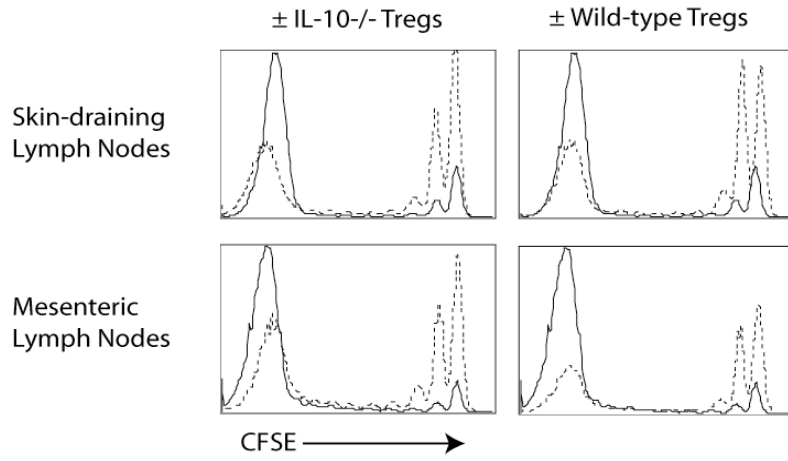 ± IL-10-/- Tregs
± Wild-type Tregs
Skin-draining
Lymph Nodes
Mesenteric
Lymph Nodes
CFSE